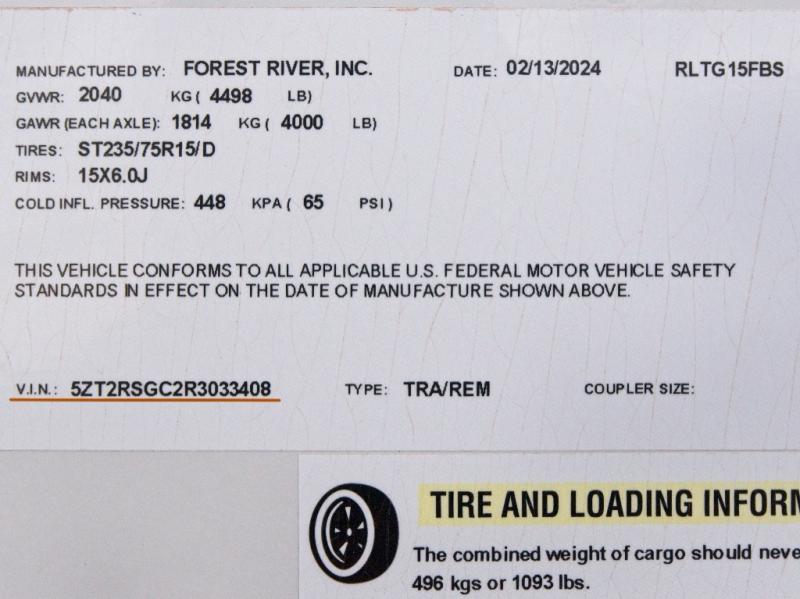 MANUFACTURED BY: FOREST RIVER, INC. DATE: 02/13/2024 RLTG15FBS
GVWR: 2040 KG ( 4498 LB)
GAWR (EACH AXLE): 1814 KG ( 4000 LB)
TIRES: ST235/75R15/D
RIMS: 15X6.0J
COLD INFL. PRESSURE: 448 KPA ( 65 PSI )
THIS VEHICLE CONFORMS TO ALL APPLICABLE U.S. FEDERAL MOTOR VEHICLE SAFETY
STANDARDS IN EFFECT ON THE DATE OF MANUFACTURE SHOWN ABOVE.
V.I.N.: 5ZT2RSGC2R3033408 TYPE: TRA/REM COUPLER SIZE:
TIRE AND LOADING INFORM
The combined weight of cargo should neve
496 kgs or 1093 lbs.